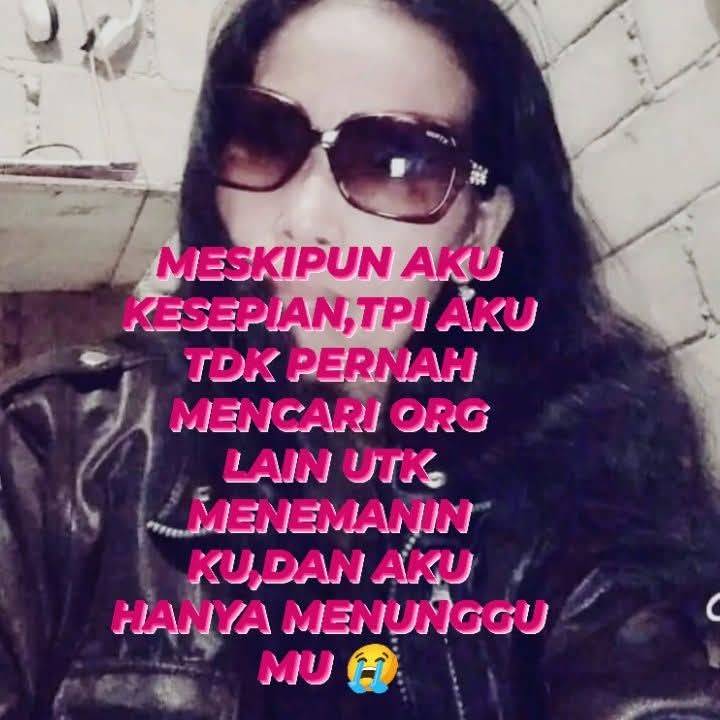 MESKIPUN AKU
KESEPIAN,TPI AKU
TDK PERNAH
MENCARI ORG
LAIN UTK
MENEMANIN
KU,DAN AKU
HANYA MENUNGGU
MU 😭